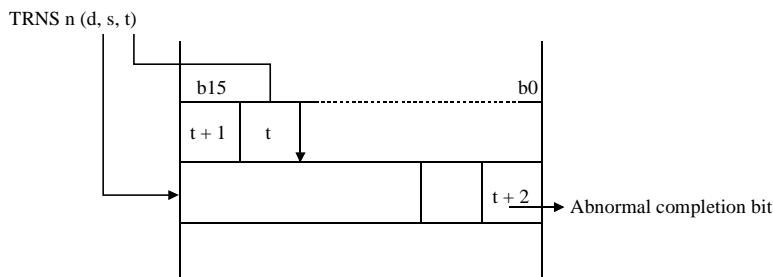 TRNS n (d, s, t)
b15 b0
t + 1 t
t + 2 Abnormal completion bit